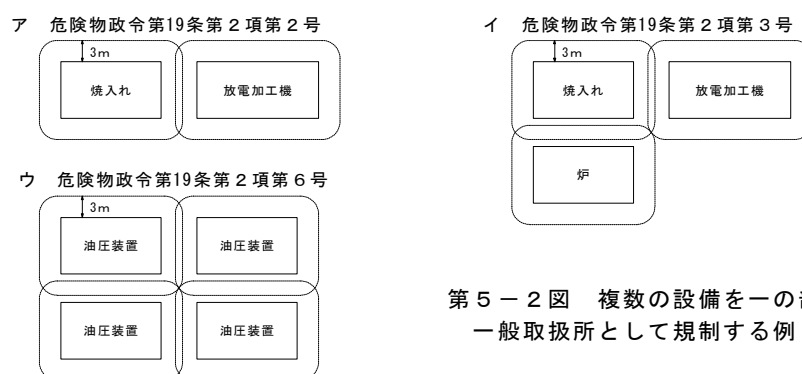 ア　危険物政令第19条第２項第２号
3m
焼入れ
放電加工機
イ　危険物政令第19条第２項第３号
3m
焼入れ
放電加工機
炉
ウ　危険物政令第19条第２項第６号
3m
油圧装置
油圧装置
油圧装置
油圧装置
第５－２図　複数の設備を一の
一般取扱所として規制する例